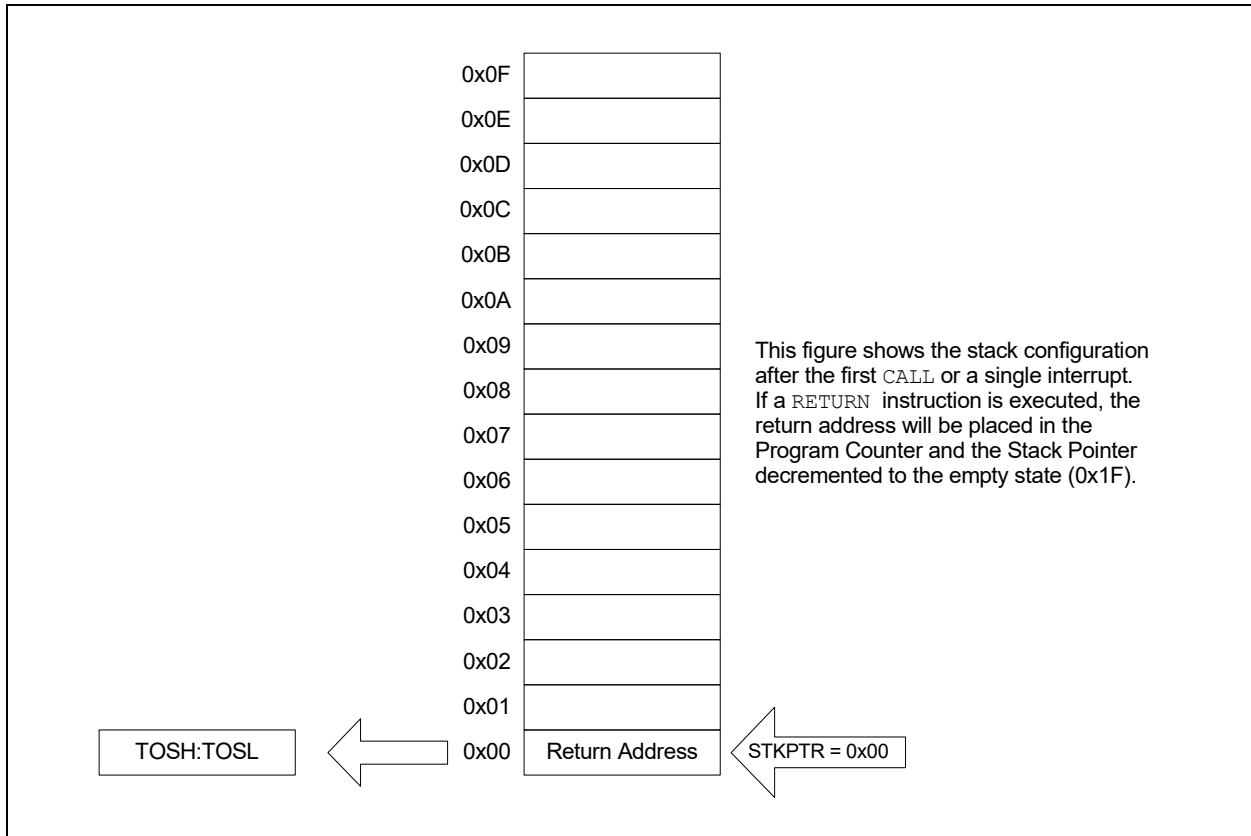 0x0F
0x0E
0x0D
0x0C
0x0B
0x0A
0x09
This figure shows the stack configuration
after the first CALL or a single interrupt.
If a RETURN instruction is executed, the
return address will be placed in the
Program Counter and the Stack Pointer
decremented to the empty state (0x1F).
0x08
0x07
0x06
0x05
0x04
0x03
0x02
0x01
TOSH:TOSL
0x00
Return Address
STKPTR = 0x00